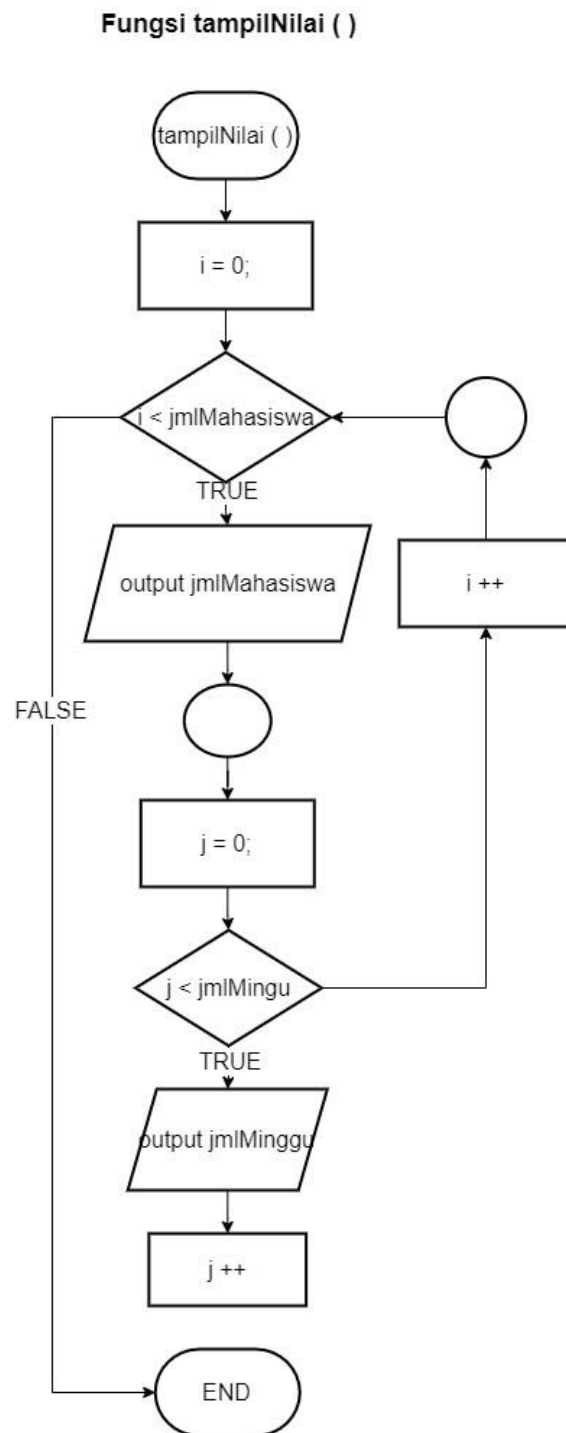 Fungsi tampilNilai ( )
tampilNilai ( )
i = 0;
i < jmlMahasiswa
TRUE
output jmlMahasiswa
i ++
FALSE
j = 0;
j < jmlMingu
TRUE
output jmlMinggu
j ++
END